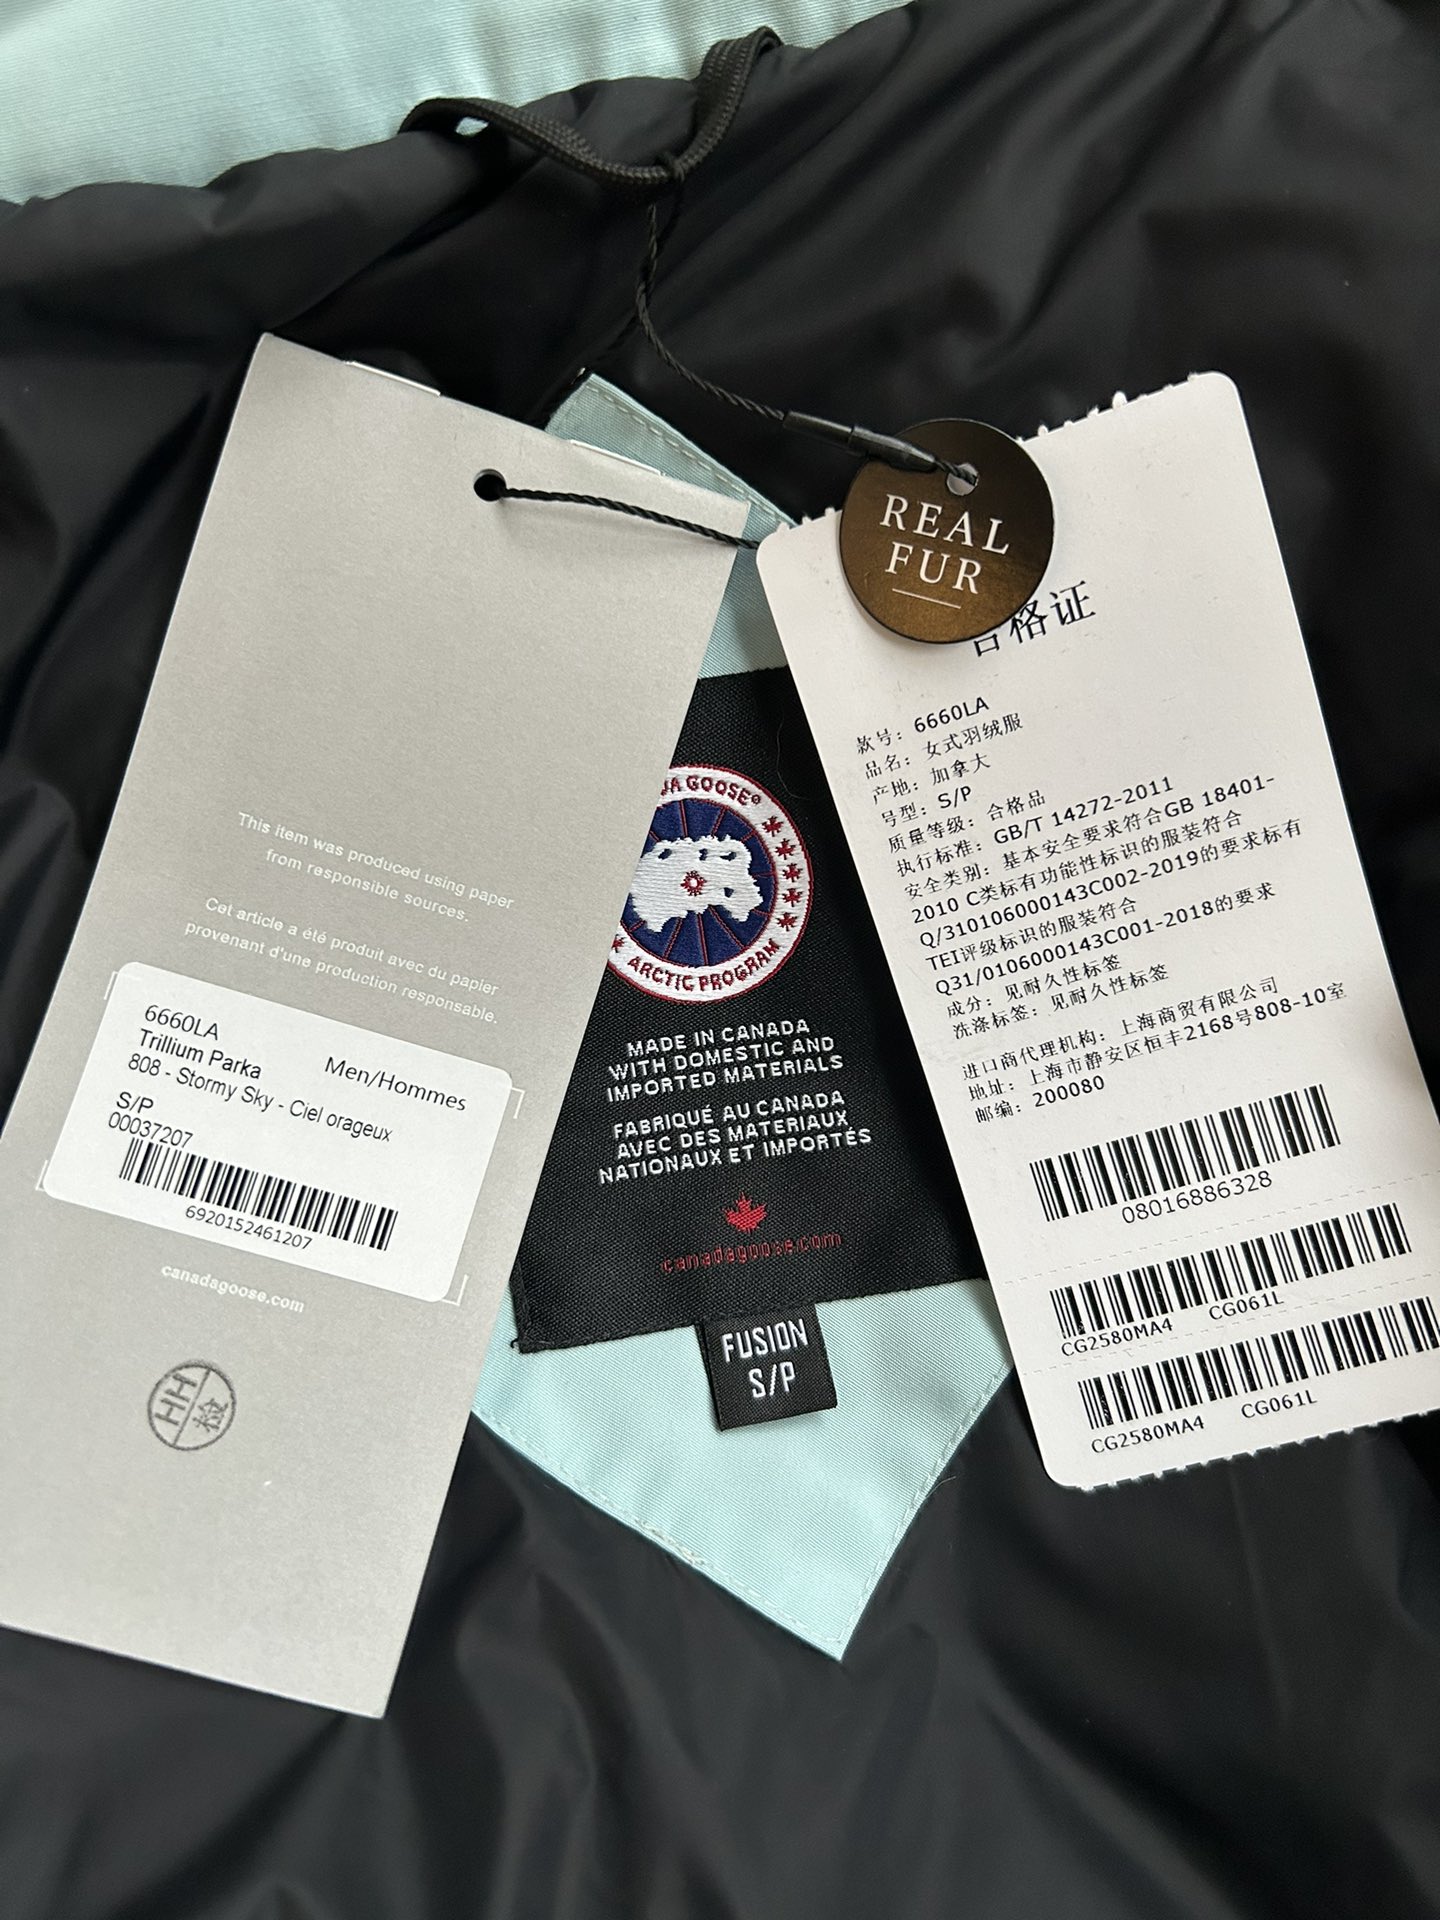 This item was produced using paper
from responsible sources.
Cet article a été produit avec du papier
provenant d'une production responsable.
6660LA
Trillium Parka Men/Hommes
808 - Stormy Sky - Ciel orageux
S/P
00037207
6920152461207
canadagoose.com
HH
检
GOOSE®
ARCTIC PROGRAM
MADE IN CANADA
WITH DOMESTIC AND
IMPORTED MATERIALS
FABRIQUÉ AU CANADA
AVEC DES MATERIAUX
NATIONAUX ET IMPORTÉS
canadagoose.com
FUSION
S/P
REAL
FUR
合格证
款号: 6660LA
品名: 女式羽绒服
产地: 加拿大
号型: S/P
质量等级: 合格品
执行标准: GB/T 14272-2011
安全类别: 基本安全要求符合GB 18401-
2010 C类标有功能性标识的服装符合
Q/310106000143C002-2019的要求标有
TEI评级标识的服装符合
Q31/0106000143C001-2018的要求
成分: 见耐久性标签
洗涤标签: 见耐久性标签
进口商代理机构: 上海商贸有限公司
地址: 上海市静安区恒丰2168号808-10室
邮编: 200080
08016886328
CG2580MA4 CG061L
CG2580MA4 CG061L